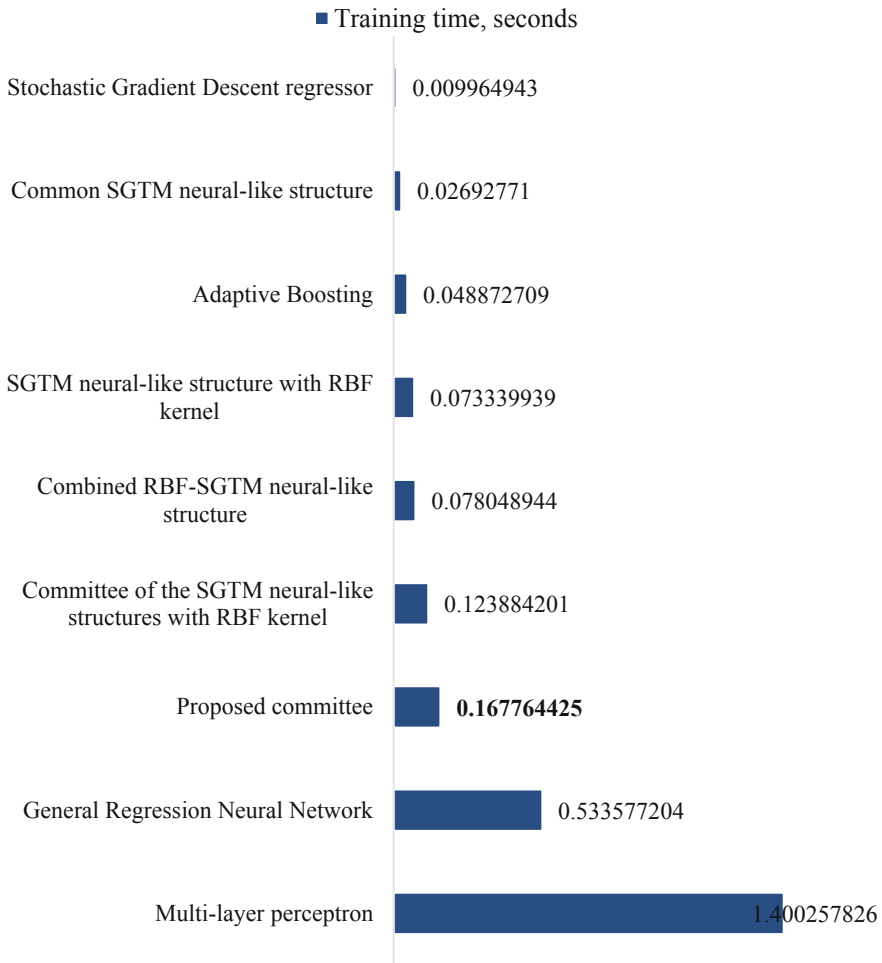 Training time, seconds
Stochastic Gradient Descent regressor
0.009964943
Common SGTM neural-like structure
0.02692771
Adaptive Boosting
0.048872709
SGTM neural-like structure with RBF
kernel
0.073339939
Combined RBF-SGTM neural-like
structure
0.078048944
Committee of the SGTM neural-like
structures with RBF kernel
0.123884201
Proposed committee
0.167764425
General Regression Neural Network
0.533577204
Multi-layer perceptron
1.400257826